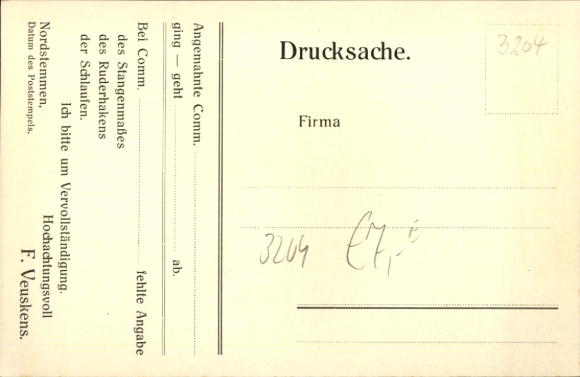 Angemahnte Comm.
ging — geht ab.
Bei Comm. fehlte Angabe
des Stangenmaßes
des Ruderhakens
der Schlaufen.
Ich bitte um Vervollständigung.
Hochachtungsvoll
F. Veuskens.
Nordstemmen,
Datum des Poststempels.
Drucksache.
3204
Firma
3204